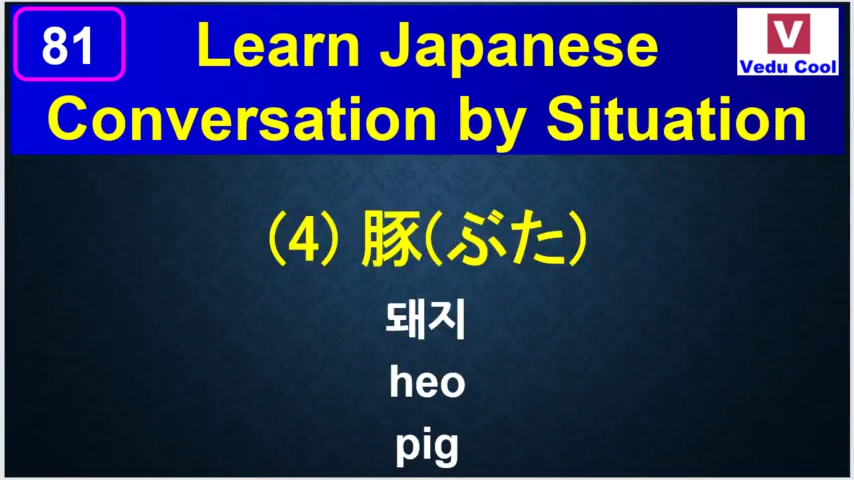 81
Learn Japanese
Conversation by Situation
V
Vedu Cool
(4) 豚(ぶた)
돼지
heo
pig